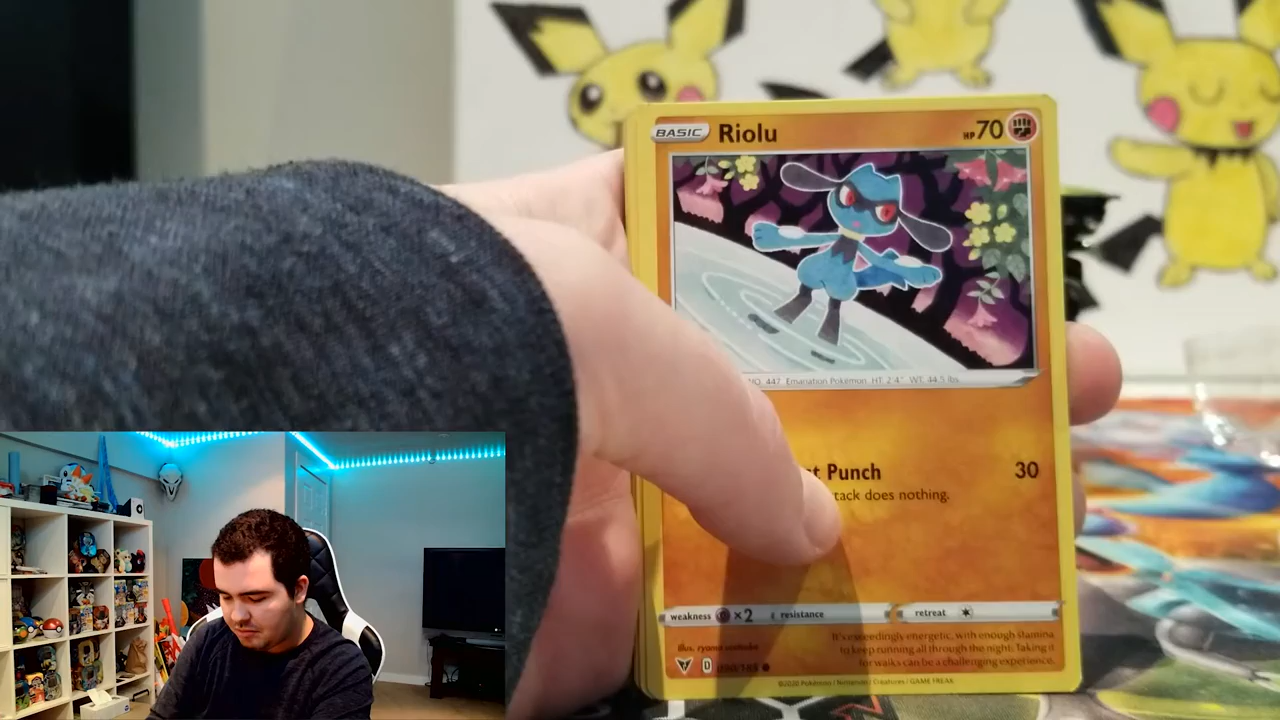 BASIC Riolu HP 70
NO. 447 Emanation Pokémon HT: 2'4" WT: 44.5 lbs
Punch 30
tack does nothing.
weakness ×2 resistance retreat
It's exceedingly energetic, with enough stamina
to keep running all through the night. Taking it
for walks can be a challenging experience.
illus.
D
©2020 Pokémon / Nintendo / Creatures / GAME FREAK